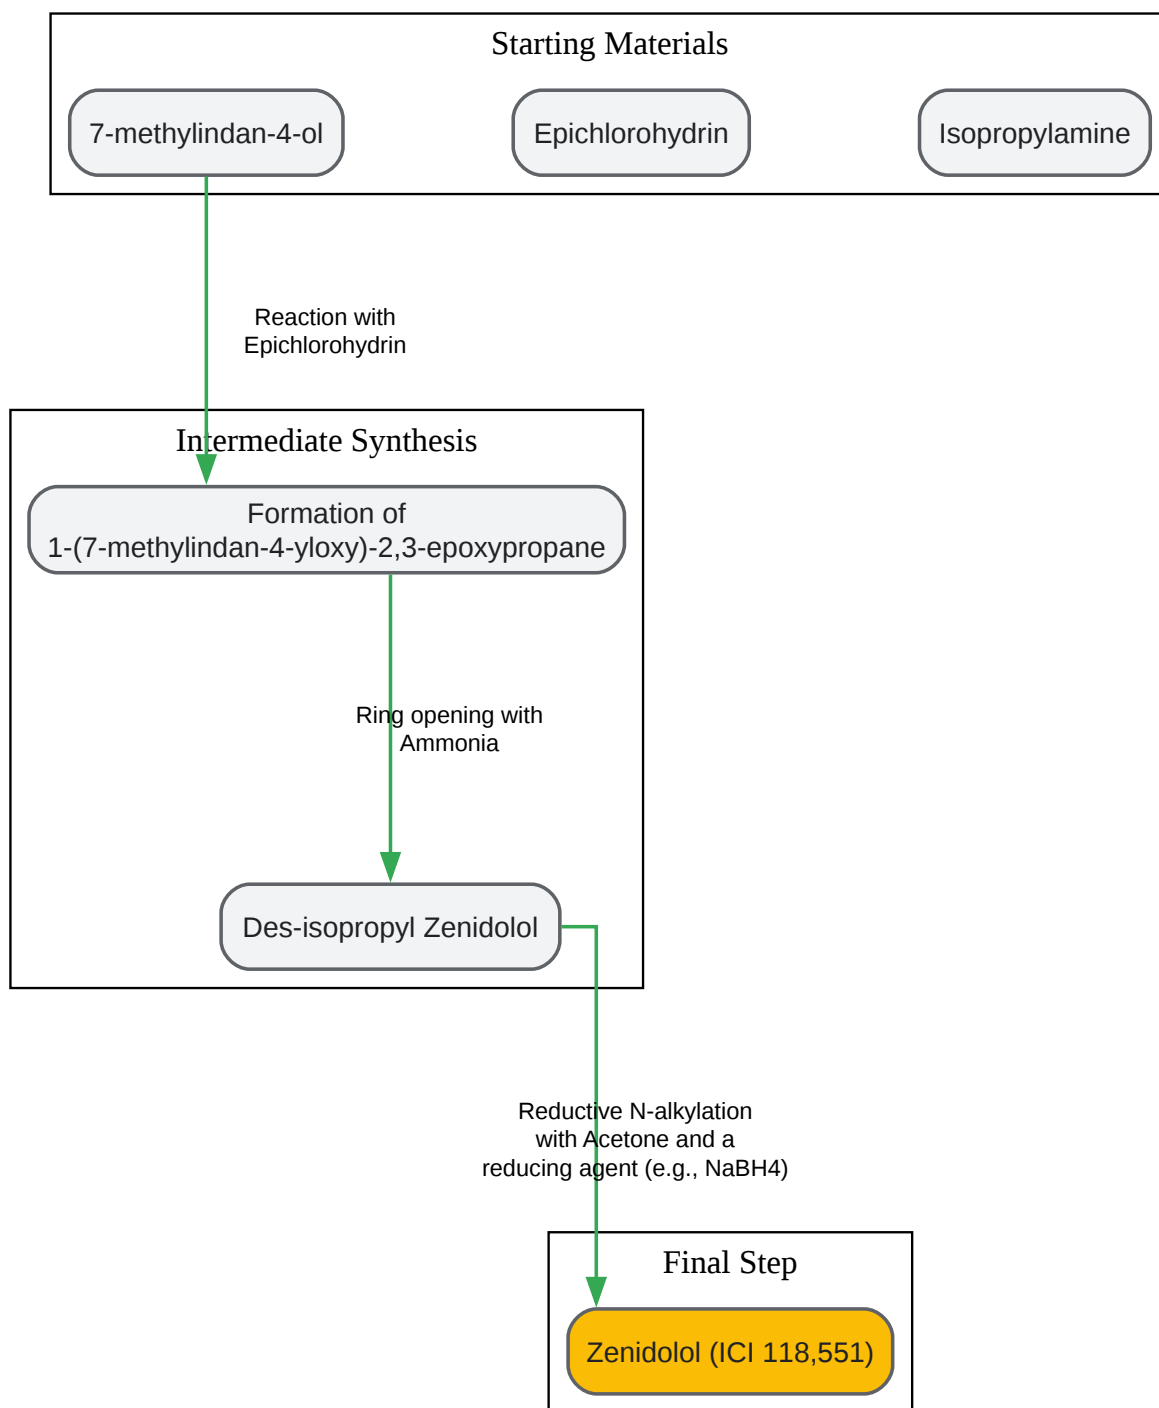 Starting Materials
7-methylindan-4-ol
Epichlorohydrin
Isopropylamine
Reaction with
Epichlorohydrin
Intermediate Synthesis
Formation of
1-(7-methylindan-4-yloxy)-2,3-epoxypropane
Ring opening with
Ammonia
Des-isopropyl Zenidolol
Reductive N-alkylation
with Acetone and a
reducing agent (e.g., NaBH4)
Final Step
Zenidolol (ICI 118,551)